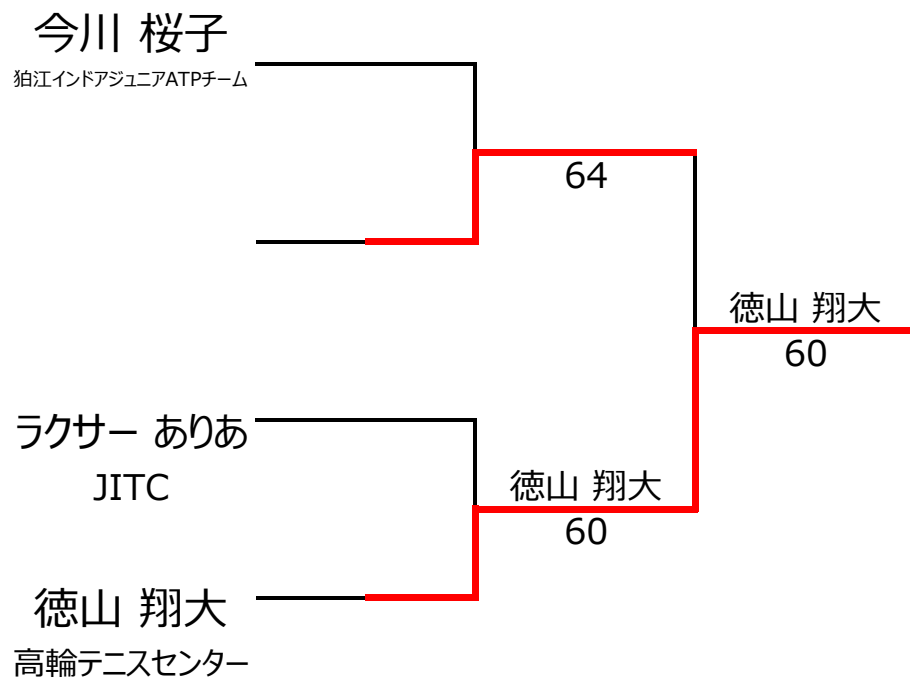 今川 桜子
狛江インドアジュニアATPチーム
64
徳山 翔大
60
ラクサー ありあ
JITC
徳山 翔大
60
徳山 翔大
高輪テニスセンター